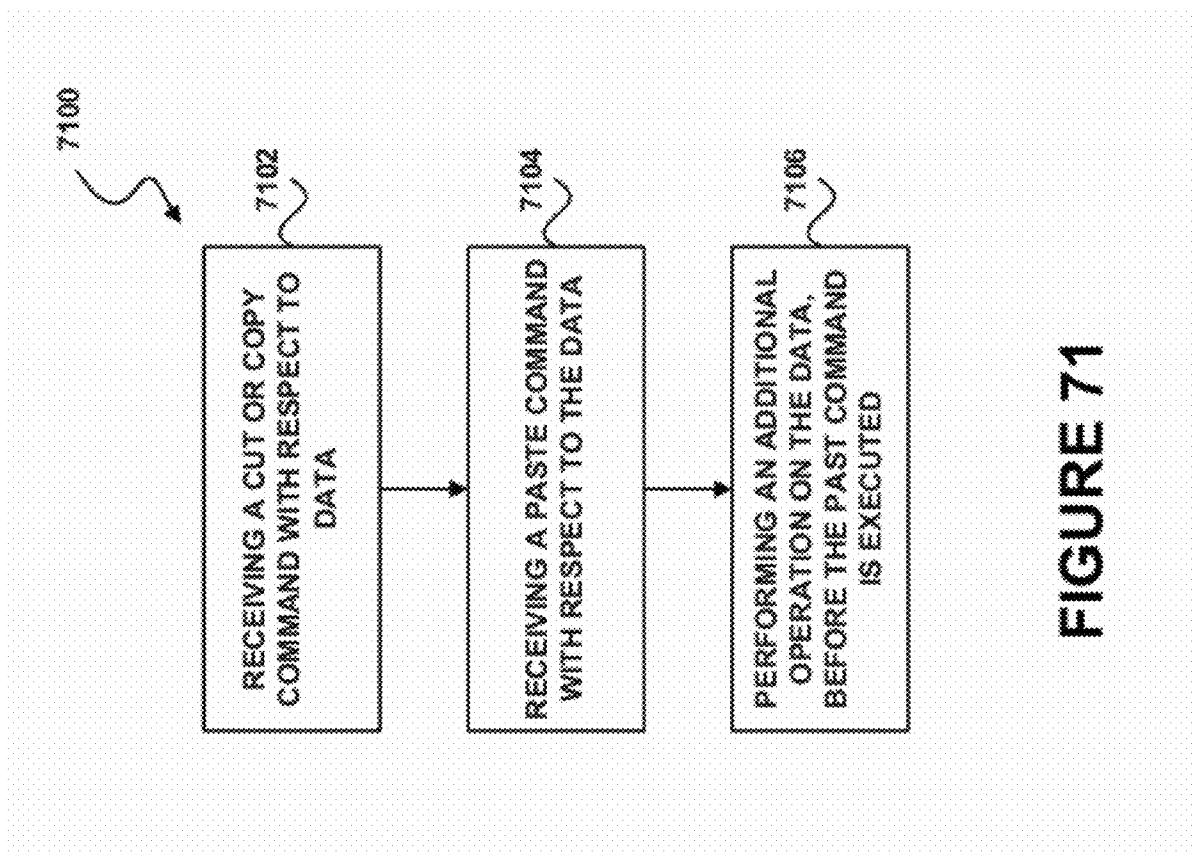 7100
7102
RECEIVING A CUT OR COPY
COMMAND WITH RESPECT TO
DATA
7104
RECEIVING A PASTE COMMAND
WITH RESPECT TO THE DATA
7106
PERFORMING AN ADDITIONAL
OPERATION ON THE DATA,
BEFORE THE PAST COMMAND
IS EXECUTED
FIGURE 71